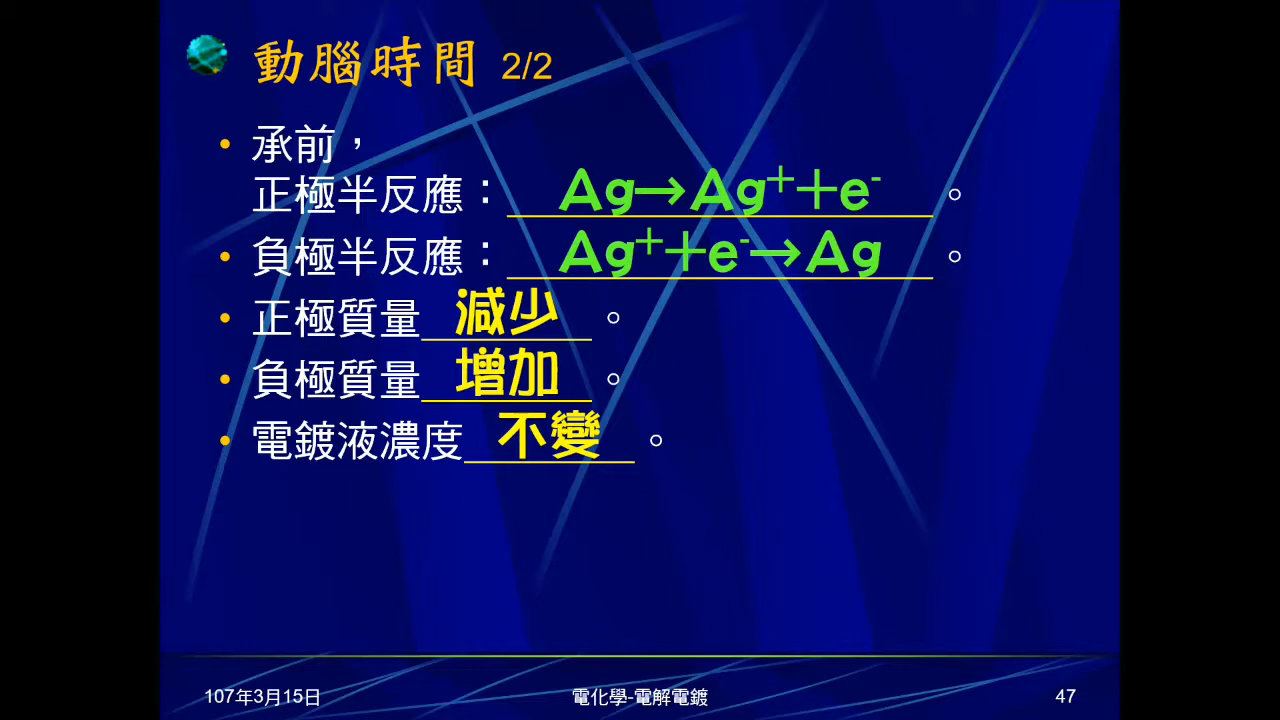 動腦時間 2/2
• 承前，
正極半反應：Ag→Ag⁺＋e⁻。
• 負極半反應：Ag⁺＋e⁻→Ag。
• 正極質量減少。
• 負極質量增加。
• 電鍍液濃度不變。
107年3月15日 電化學-電解電鍍 47